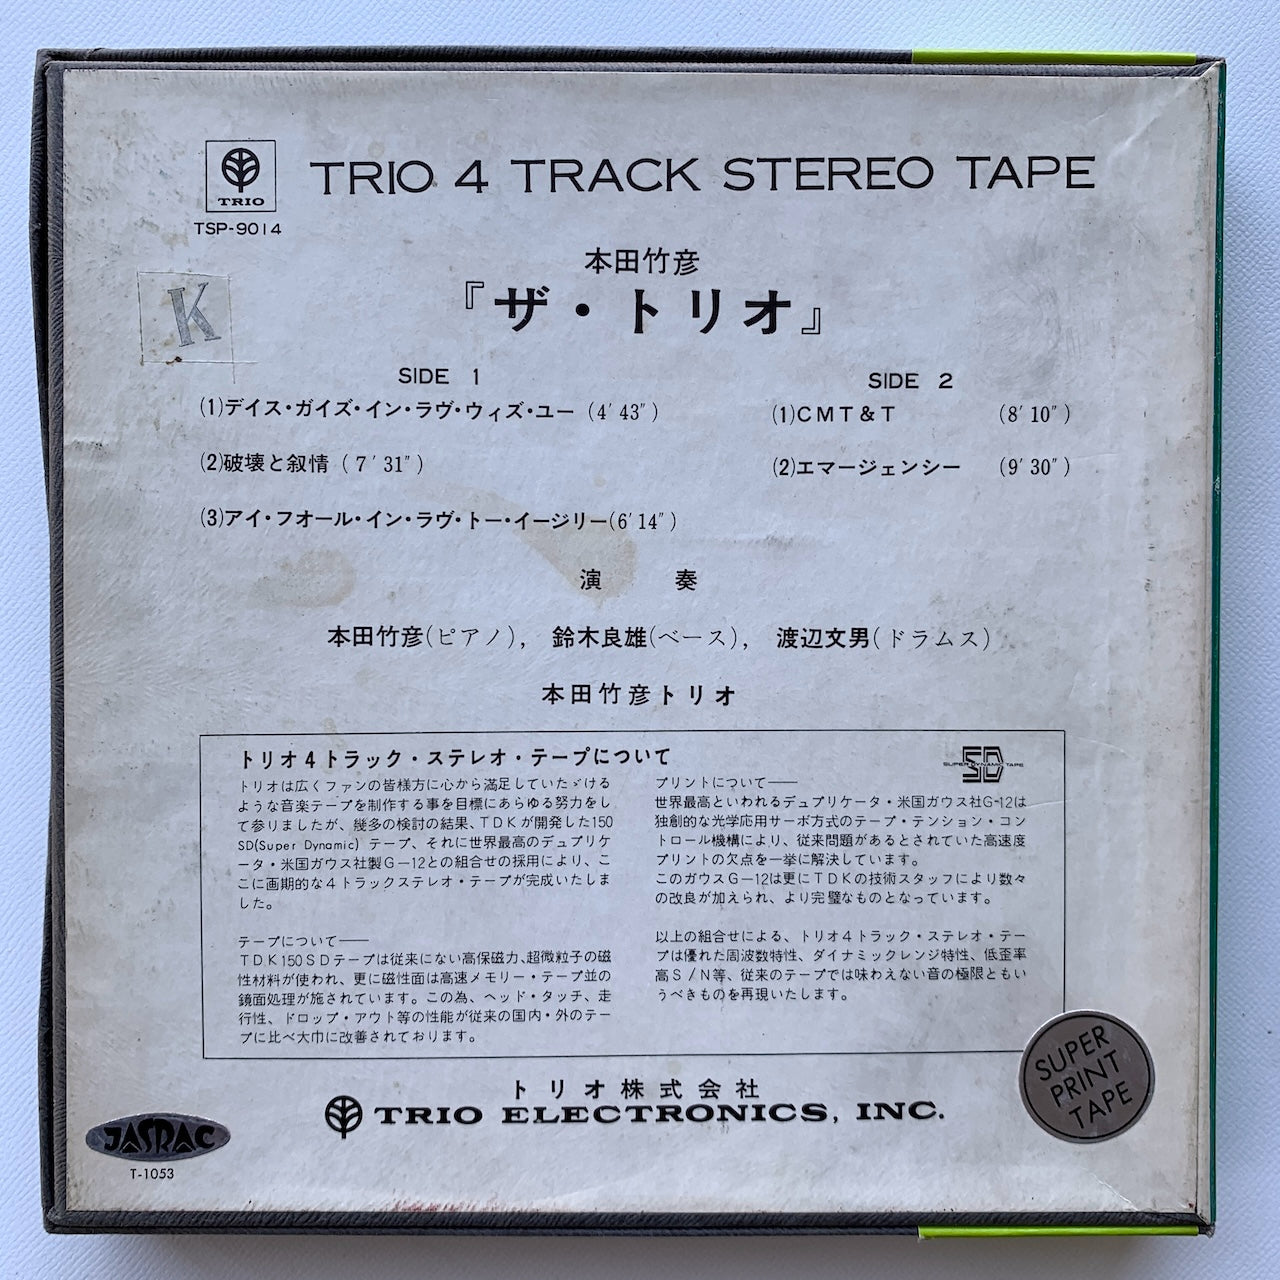 TRIO
TRIO 4 TRACK STEREO TAPE
TSP-9014
本田竹彦
『ザ・トリオ』
K
SIDE 1
(1)デイス・ガイズ・イン・ラヴ・ウィズ・ユー (4′43″)
(2)破壊と叙情 (7′31″)
(3)アイ・フオール・イン・ラヴ・トー・イージリー(6′14″)
SIDE 2
(1)CMT&T (8′10″)
(2)エマージェンシー (9′30″)
演 奏
本田竹彦(ピアノ), 鈴木良雄(ベース), 渡辺文男(ドラムス)
本田竹彦トリオ
トリオ4トラック・ステレオ・テープについて
トリオは広くファンの皆様方に心から満足していたゞける
ような音楽テープを制作する事を目標にあらゆる努力をし
て参りましたが、幾多の検討の結果、TDKが開発した150
SD(Super Dynamic) テープ、それに世界最高のデュプリケ
ータ・米国ガウス社製G—12との組合せの採用により、こ
こに画期的な4トラックステレオ・テープが完成いたしま
した。
テープについて——
TDK150SDテープは従来にない高保磁力、超微粒子の磁
性材料が使われ、更に磁性面は高速メモリー・テープ並の
鏡面処理が施されています。この為、ヘッド・タッチ、走
行性、ドロップ・アウト等の性能が従来の国内・外のテー
プに比べ大巾に改善されております。
SD
SUPER DYNAMIC TAPE
プリントについて——
世界最高といわれるデュプリケータ・米国ガウス社G-12は
独創的な光学応用サーボ方式のテープ・テンション・コン
トロール機構により、従来問題があるとされていた高速度
プリントの欠点を一挙に解決しています。
このガウスG—12は更にTDKの技術スタッフにより数々
の改良が加えられ、より完璧なものとなっています。
以上の組合せによる、トリオ4トラック・ステレオ・テー
プは優れた周波数特性、ダイナミックレンジ特性、低歪率
高S/N等、従来のテープでは味わえない音の極限ともい
うべきものを再現いたします。
SUPER
PRINT
TAPE
トリオ株式会社
TRIO ELECTRONICS, INC.
JASRAC
T-1053